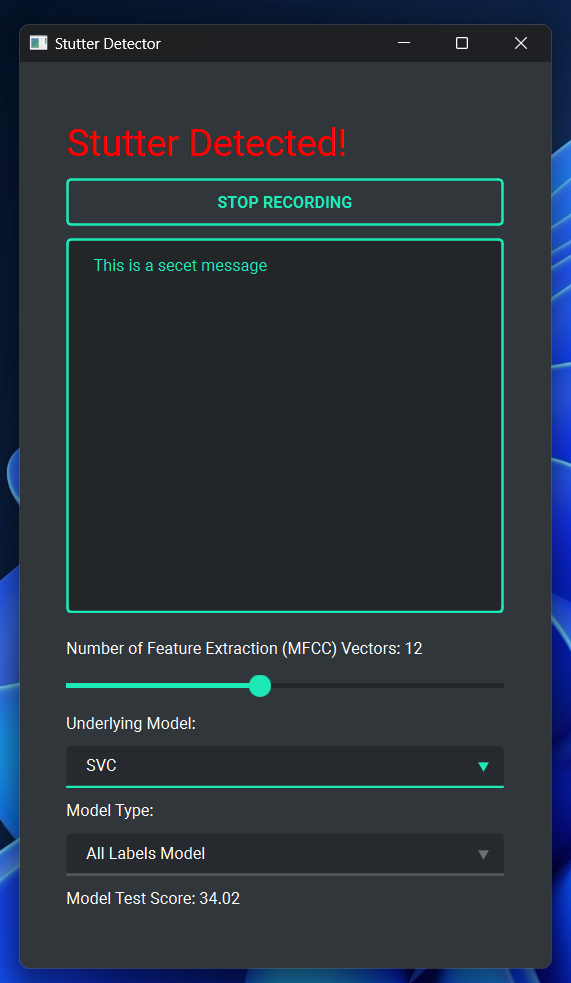 Stutter Detector
Stutter Detected!
STOP RECORDING
This is a secet message
Number of Feature Extraction (MFCC) Vectors: 12
Underlying Model:
SVC
Model Type:
All Labels Model
Model Test Score: 34.02